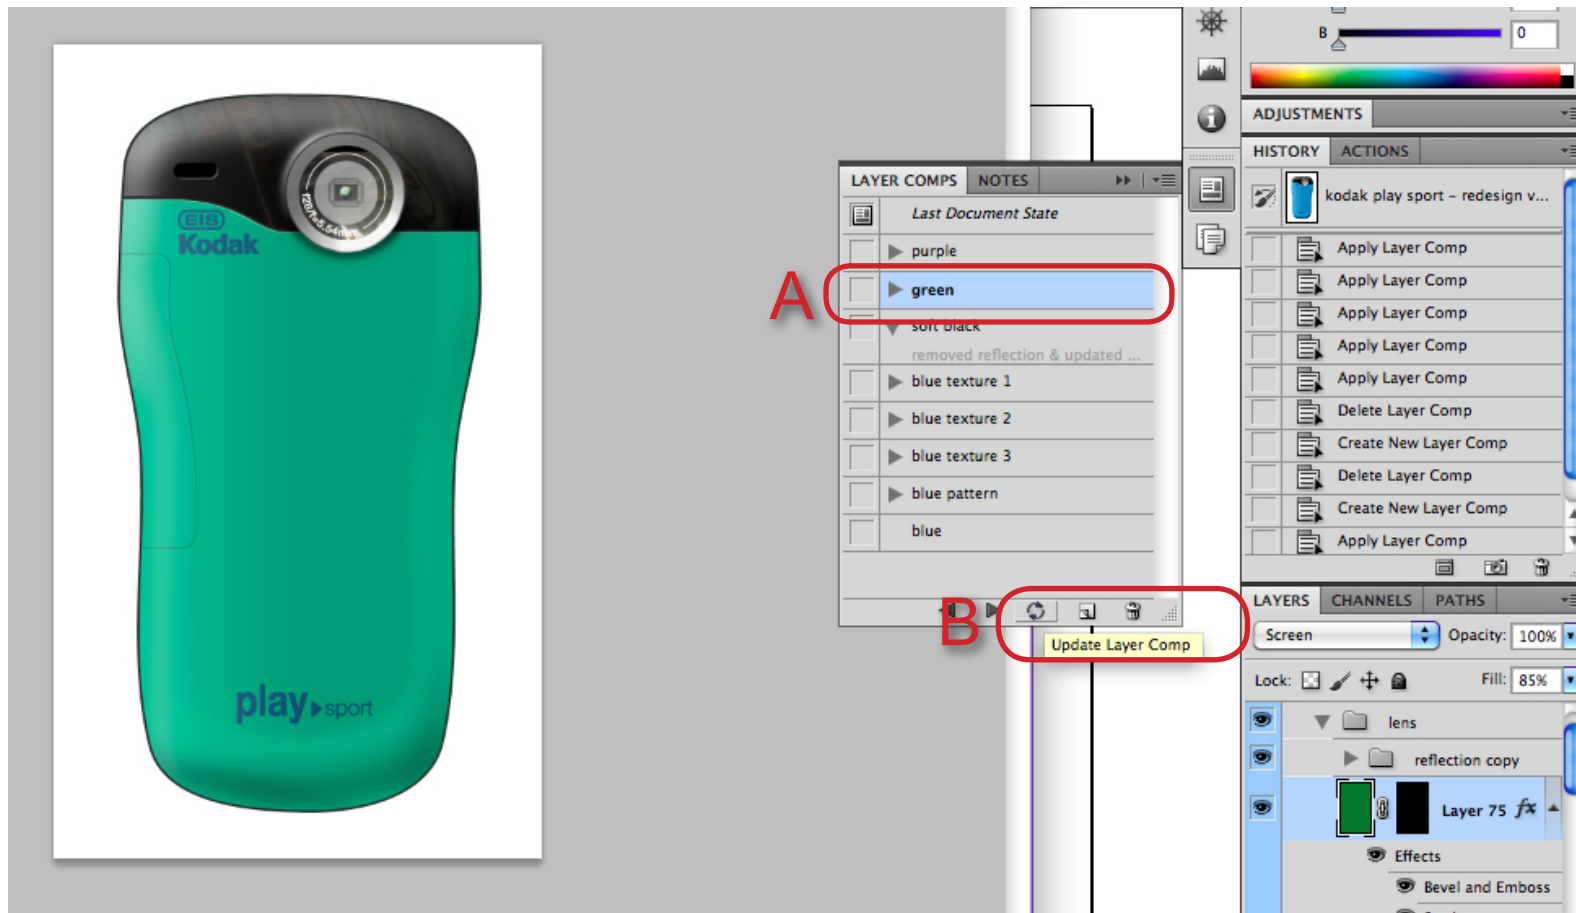 EIS
Kodak
128/f=5.54mm
play sport
A
B
LAYER COMPS NOTES
Last Document State
purple
green
soft black
removed reflection & updated ...
blue texture 1
blue texture 2
blue texture 3
blue pattern
blue
Update Layer Comp
B 0
ADJUSTMENTS
HISTORY ACTIONS
kodak play sport – redesign v...
Apply Layer Comp
Apply Layer Comp
Apply Layer Comp
Apply Layer Comp
Apply Layer Comp
Delete Layer Comp
Create New Layer Comp
Delete Layer Comp
Create New Layer Comp
Apply Layer Comp
LAYERS CHANNELS PATHS
Screen Opacity: 100%
Lock: Fill: 85%
lens
reflection copy
Layer 75 fx
Effects
Bevel and Emboss